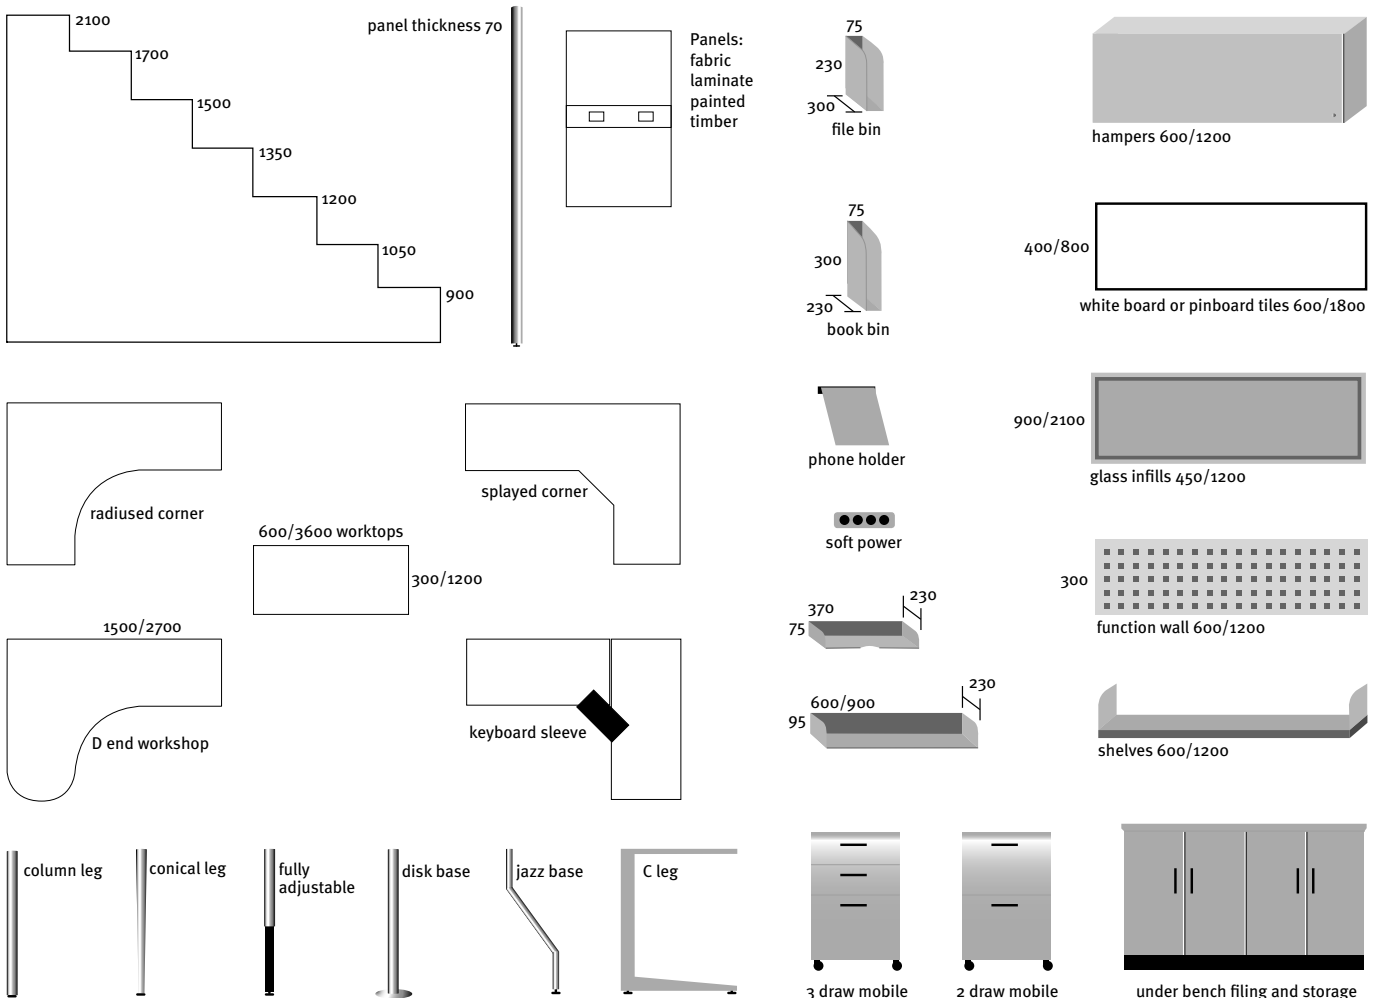 2100
1700
1500
1350
1200
1050
900
panel thickness 70
Panels:
fabric
laminate
painted
timber
75
230
300
file bin
hampers 600/1200
75
300
230
book bin
400/800
white board or pinboard tiles 600/1800
radiused corner
splayed corner
600/3600 worktops
300/1200
phone holder
900/2100
glass infills 450/1200
soft power
300
function wall 600/1200
1500/2700
D end workshop
keyboard sleeve
370
230
75
600/900
230
95
shelves 600/1200
column leg
conical leg
fully
adjustable
disk base
jazz base
C leg
3 draw mobile
2 draw mobile
under bench filing and storage